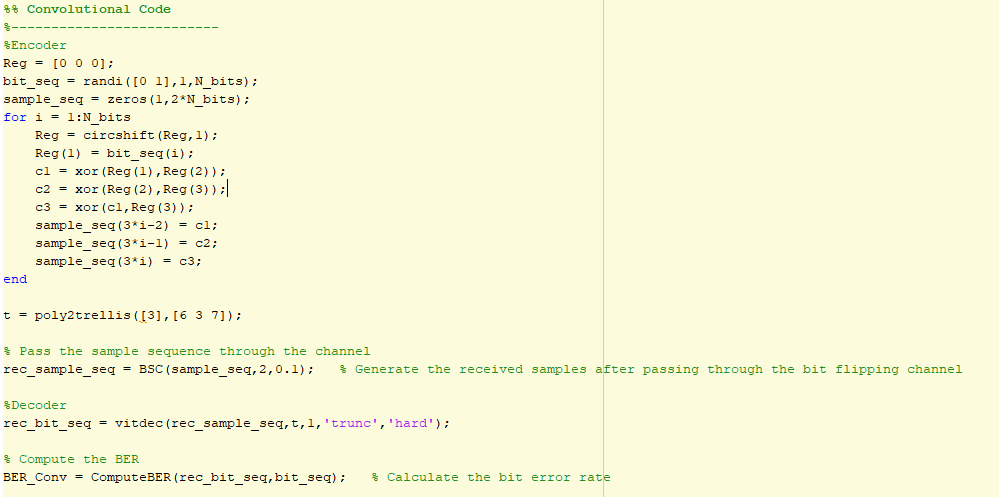 %% Convolutional Code
%--------------------------
%Encoder
Reg = [0 0 0];
bit_seq = randi([0 1],1,N_bits);
sample_seq = zeros(1,2*N_bits);
for i = 1:N_bits
    Reg = circshift(Reg,1);
    Reg(1) = bit_seq(i);
    c1 = xor(Reg(1),Reg(2));
    c2 = xor(Reg(2),Reg(3));
    c3 = xor(c1,Reg(3));
    sample_seq(3*i-2) = c1;
    sample_seq(3*i-1) = c2;
    sample_seq(3*i) = c3;
end
t = poly2trellis([3],[6 3 7]);
% Pass the sample sequence through the channel
rec_sample_seq = BSC(sample_seq,2,0.1);   % Generate the received samples after passing through the bit flipping channel
%Decoder
rec_bit_seq = vitdec(rec_sample_seq,t,1,'trunc','hard');
% Compute the BER
BER_Conv = ComputeBER(rec_bit_seq,bit_seq);   % Calculate the bit error rate